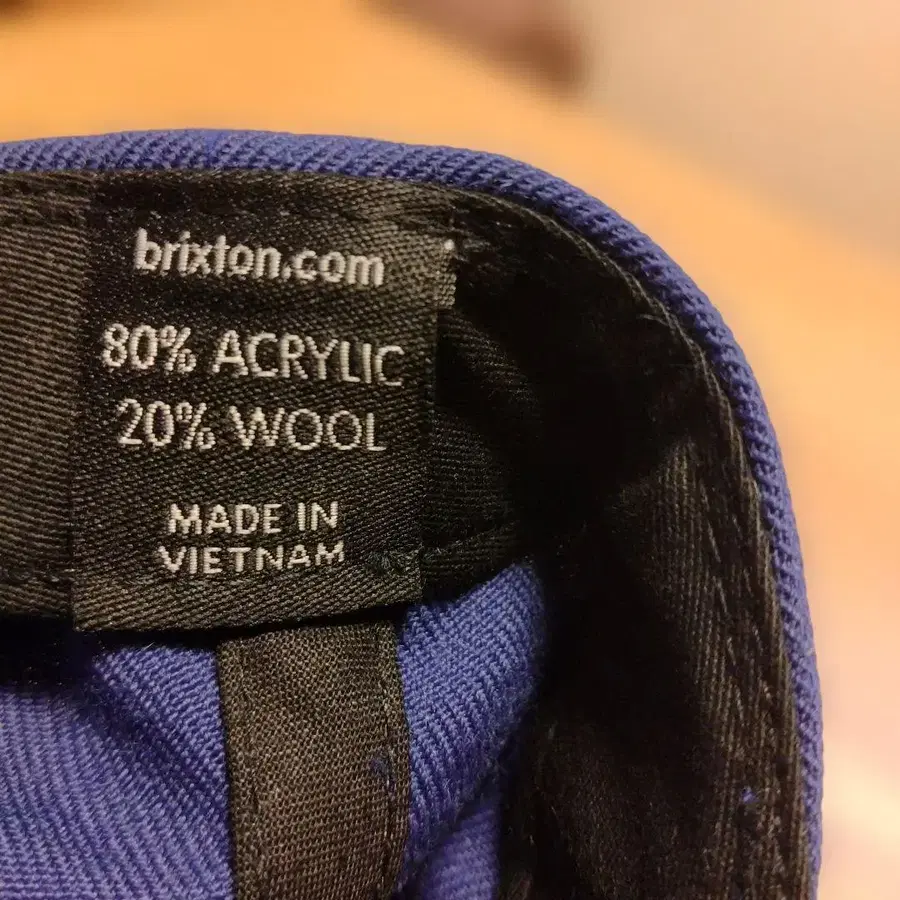 brixton.com
80% ACRYLIC
20% WOOL
MADE IN
VIETNAM